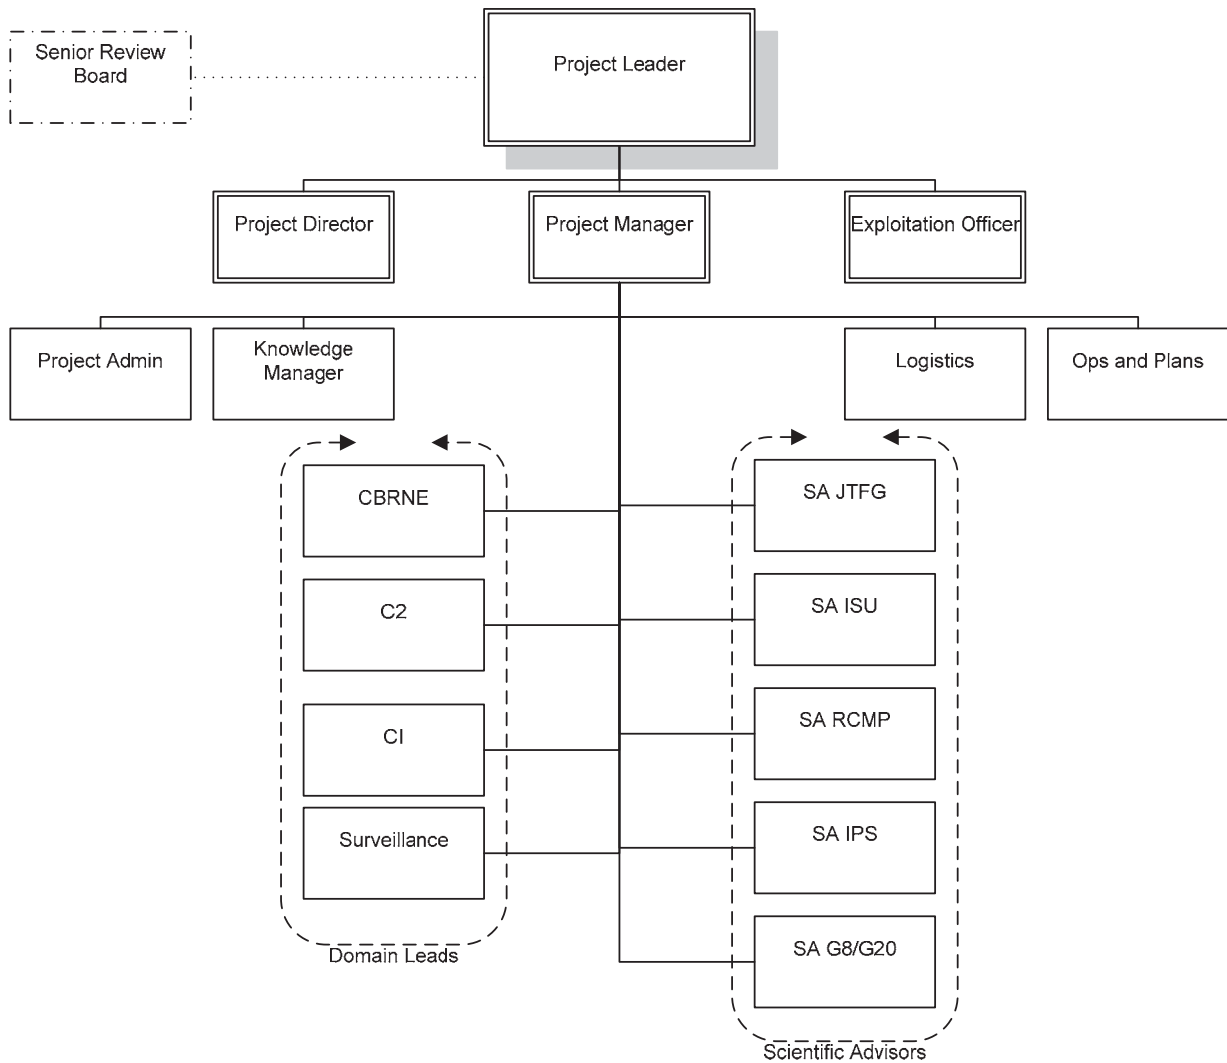 Senior Review
Board
Project Leader
Project Director
Project Manager
Exploitation Officer
Project Admin
Knowledge
Manager
Logistics
Ops and Plans
CBRNE
C2
CI
Surveillance
Domain Leads
SA JTFG
SA ISU
SA RCMP
SA IPS
SA G8/G20
Scientific Advisors